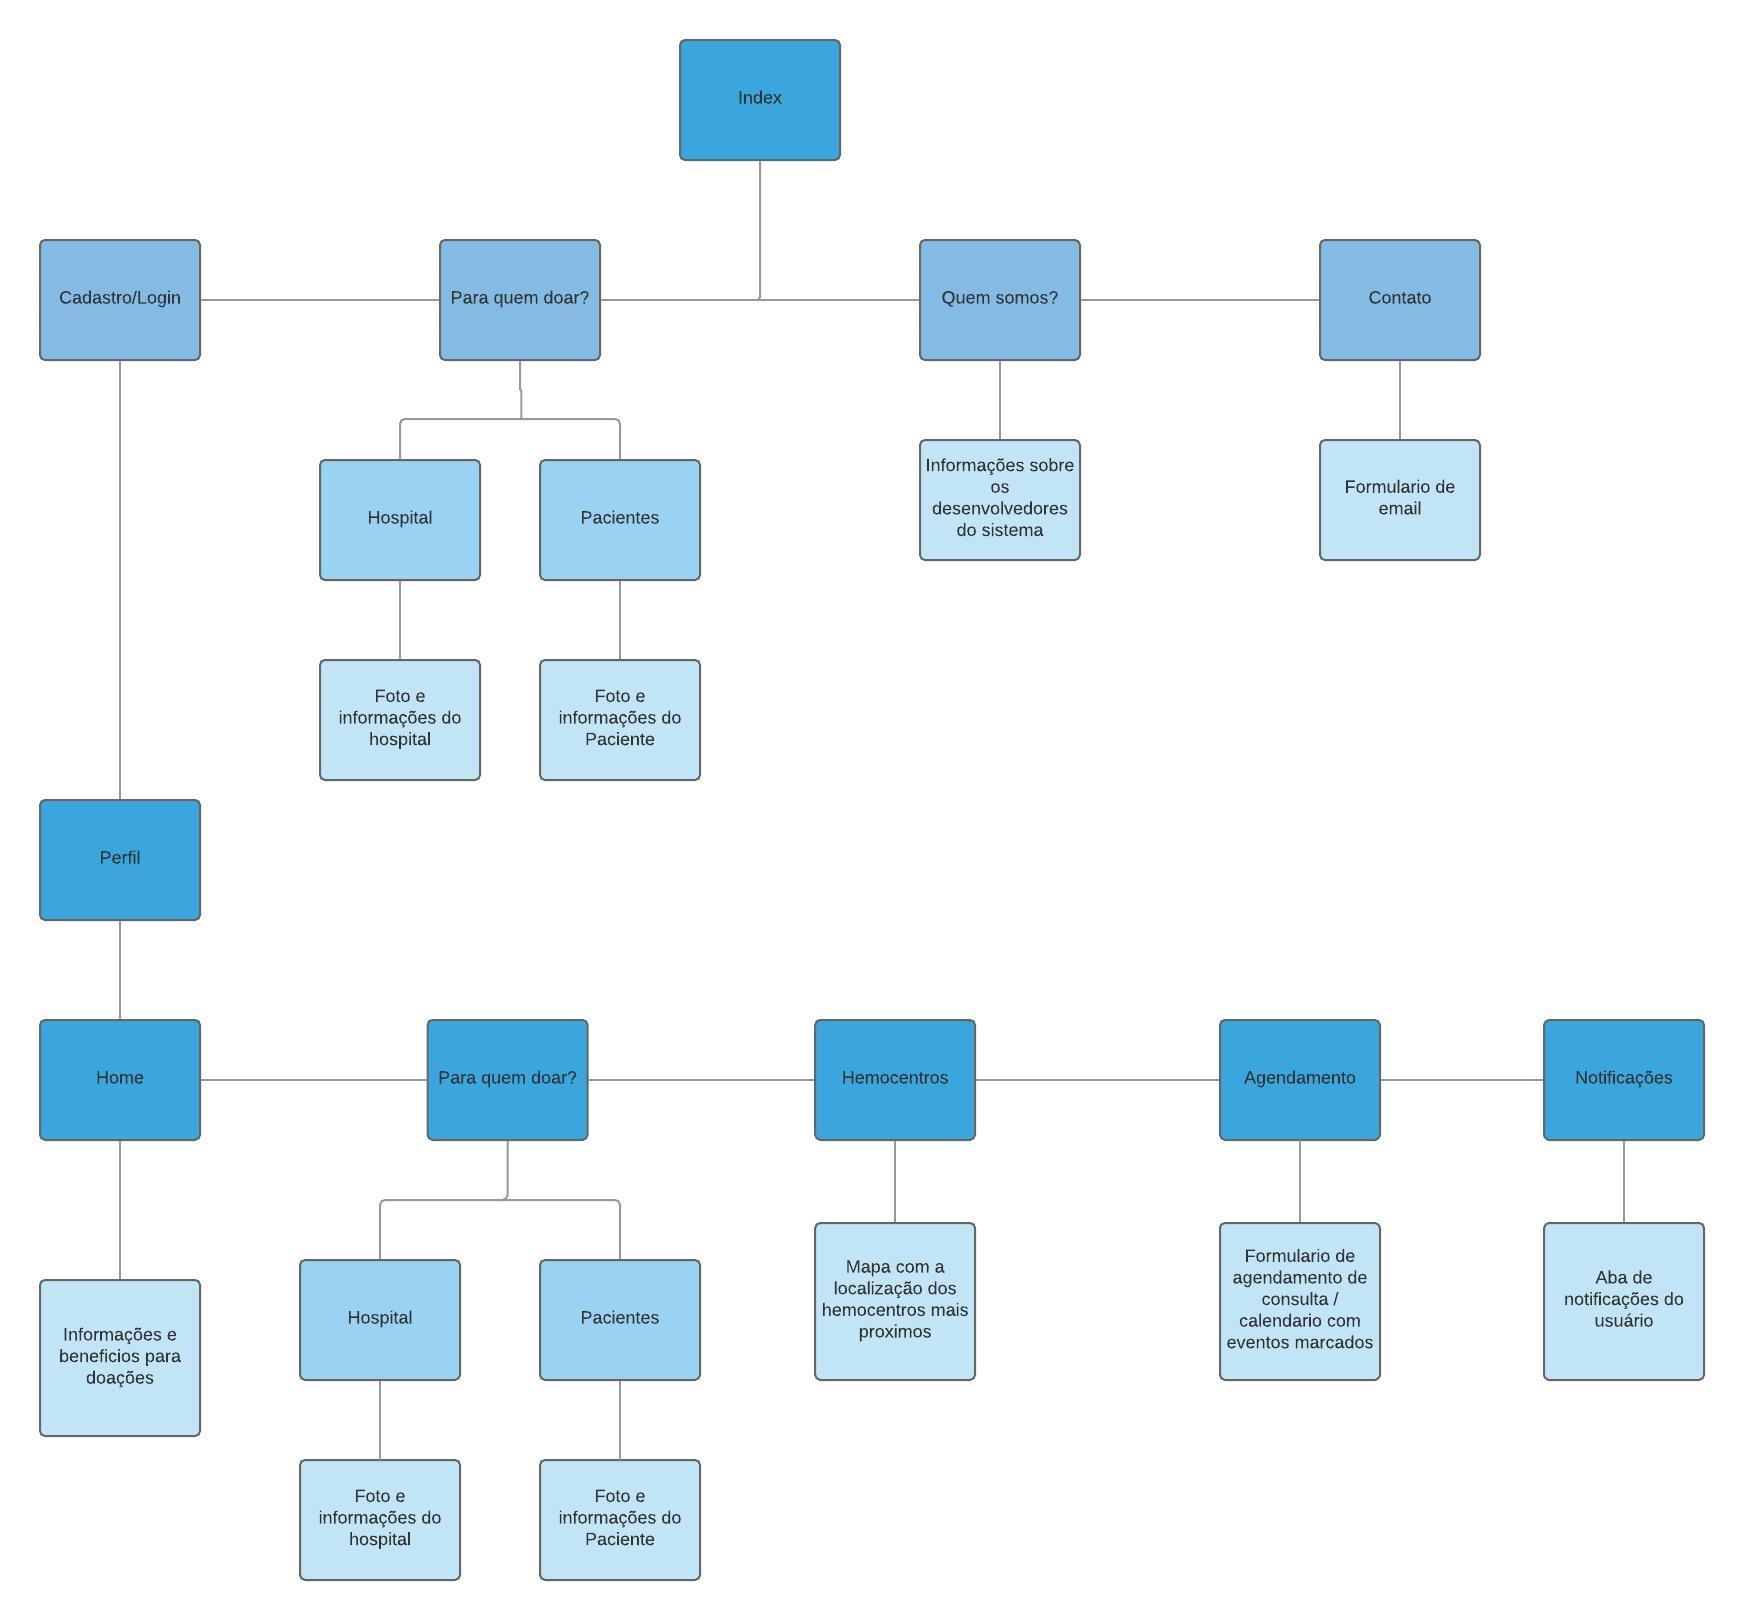 Index
Cadastro/Login
Para quem doar?
Quem somos?
Contato
Hospital
Pacientes
Informações sobre
os
desenvolvedores
do sistema
Formulario de
email
Foto e
informações do
hospital
Foto e
informações do
Paciente
Perfil
Home
Para quem doar?
Hemocentros
Agendamento
Notificações
Informações e
beneficios para
doações
Hospital
Pacientes
Mapa com a
localização dos
hemocentros mais
proximos
Formulario de
agendamento de
consulta /
calendario com
eventos marcados
Aba de
notificações do
usuário
Foto e
informações do
hospital
Foto e
informações do
Paciente